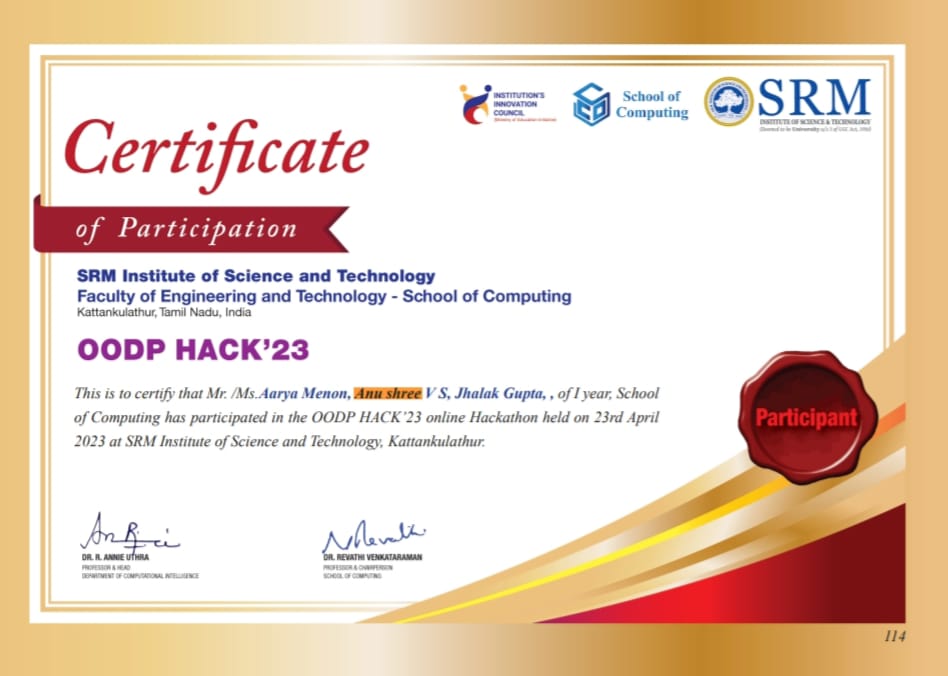 INSTITUTION'S
INNOVATION
COUNCIL
(Ministry of Education Initiative)
School of
Computing
SRM
INSTITUTE OF SCIENCE & TECHNOLOGY
(Deemed to be University u/s 3 of UGC Act, 1956)
Certificate
of Participation
SRM Institute of Science and Technology
Faculty of Engineering and Technology - School of Computing
Kattankulathur, Tamil Nadu, India
OODP HACK'23
This is to certify that Mr. /Ms.Aarya Menon, Anu shree V S, Jhalak Gupta, , of I year, School
of Computing has participated in the OODP HACK'23 online Hackathon held on 23rd April
2023 at SRM Institute of Science and Technology, Kattankulathur.
Participant
DR. R. ANNIE UTHRA
PROFESSOR & HEAD
DEPARTMENT OF COMPUTATIONAL INTELLIGENCE
DR. REVATHI VENKATARAMAN
PROFESSOR & CHAIRPERSON
SCHOOL OF COMPUTING
114